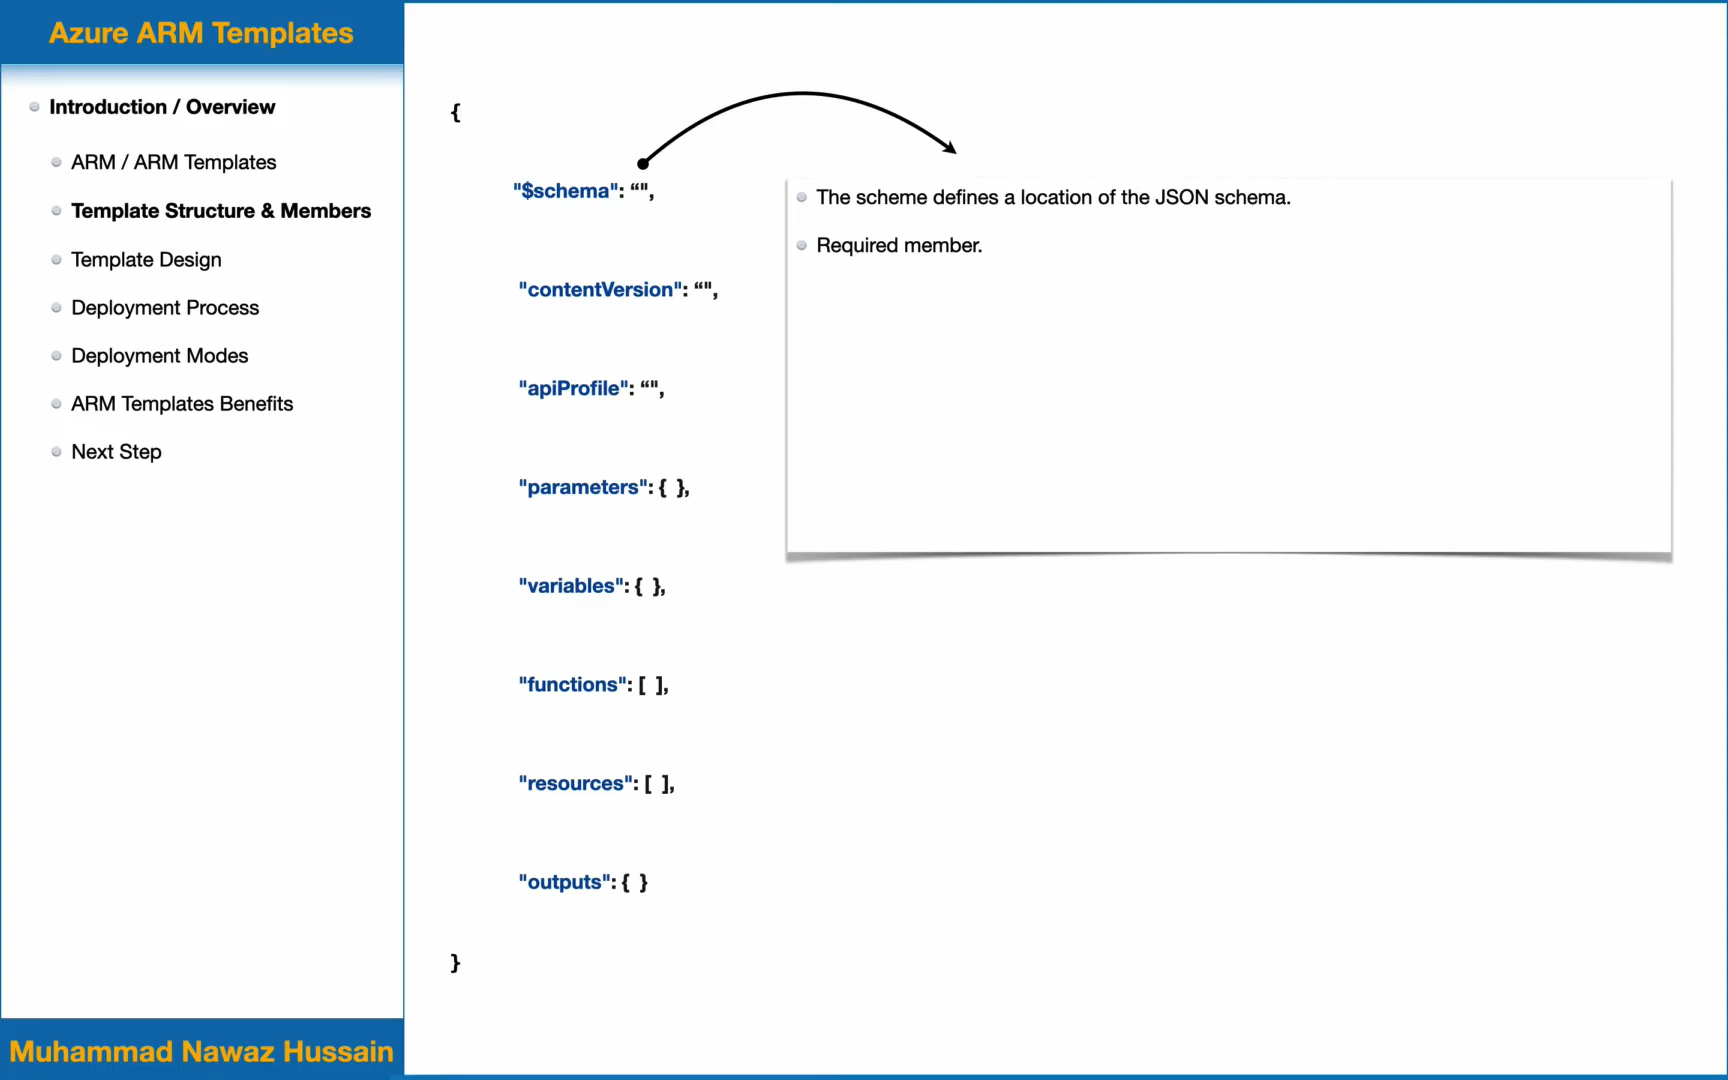 Azure ARM Templates
Introduction / Overview
ARM / ARM Templates
Template Structure & Members
Template Design
Deployment Process
Deployment Modes
ARM Templates Benefits
Next Step
Muhammad Nawaz Hussain
{
"$schema": “",
"contentVersion": “",
"apiProfile": “",
"parameters": { },
"variables": { },
"functions": [ ],
"resources": [ ],
"outputs": { }
}
The scheme defines a location of the JSON schema.
Required member.